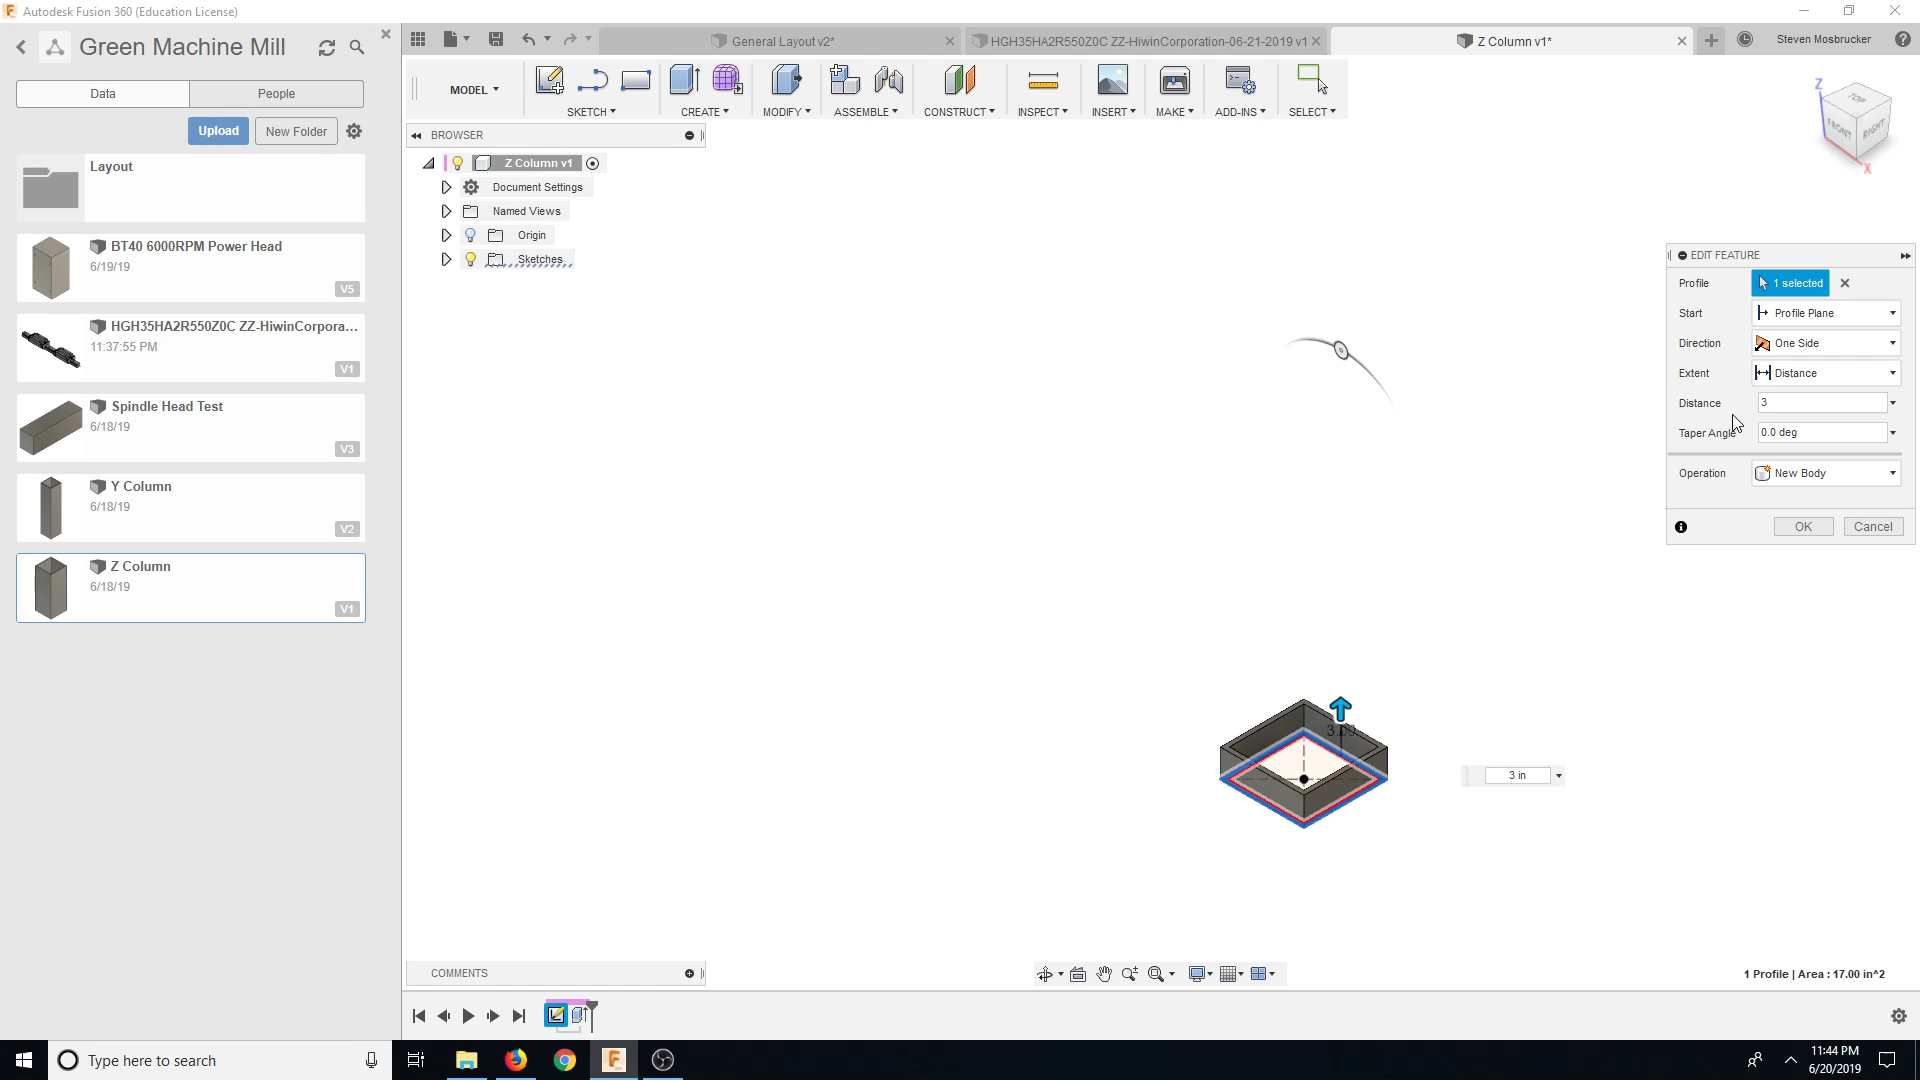 Autodesk Fusion 360 (Education License)
Green Machine Mill
Data
People
Upload
New Folder
Layout
BT40 6000RPM Power Head
6/19/19
V5
HGH35HA2R550Z0C ZZ-HiwinCorpora...
11:37:55 PM
V1
Spindle Head Test
6/18/19
V3
Y Column
6/18/19
V2
Z Column
6/18/19
V1
General Layout v2*
HGH35HA2R550Z0C ZZ-HiwinCorporation-06-21-2019 v1
Z Column v1*
Steven Mosbrucker
MODEL
SKETCH
CREATE
MODIFY
ASSEMBLE
CONSTRUCT
INSPECT
INSERT
MAKE
ADD-INS
SELECT
BROWSER
Z Column v1
Document Settings
Named Views
Origin
Sketches
Z
TOP
FRONT
RIGHT
X
EDIT FEATURE
Profile
1 selected
Start
Profile Plane
Direction
One Side
Extent
Distance
Distance
3
Taper Angle
0.0 deg
Operation
New Body
OK
Cancel
3.00
3 in
COMMENTS
1 Profile | Area : 17.00 in^2
Type here to search
11:44 PM
6/20/2019